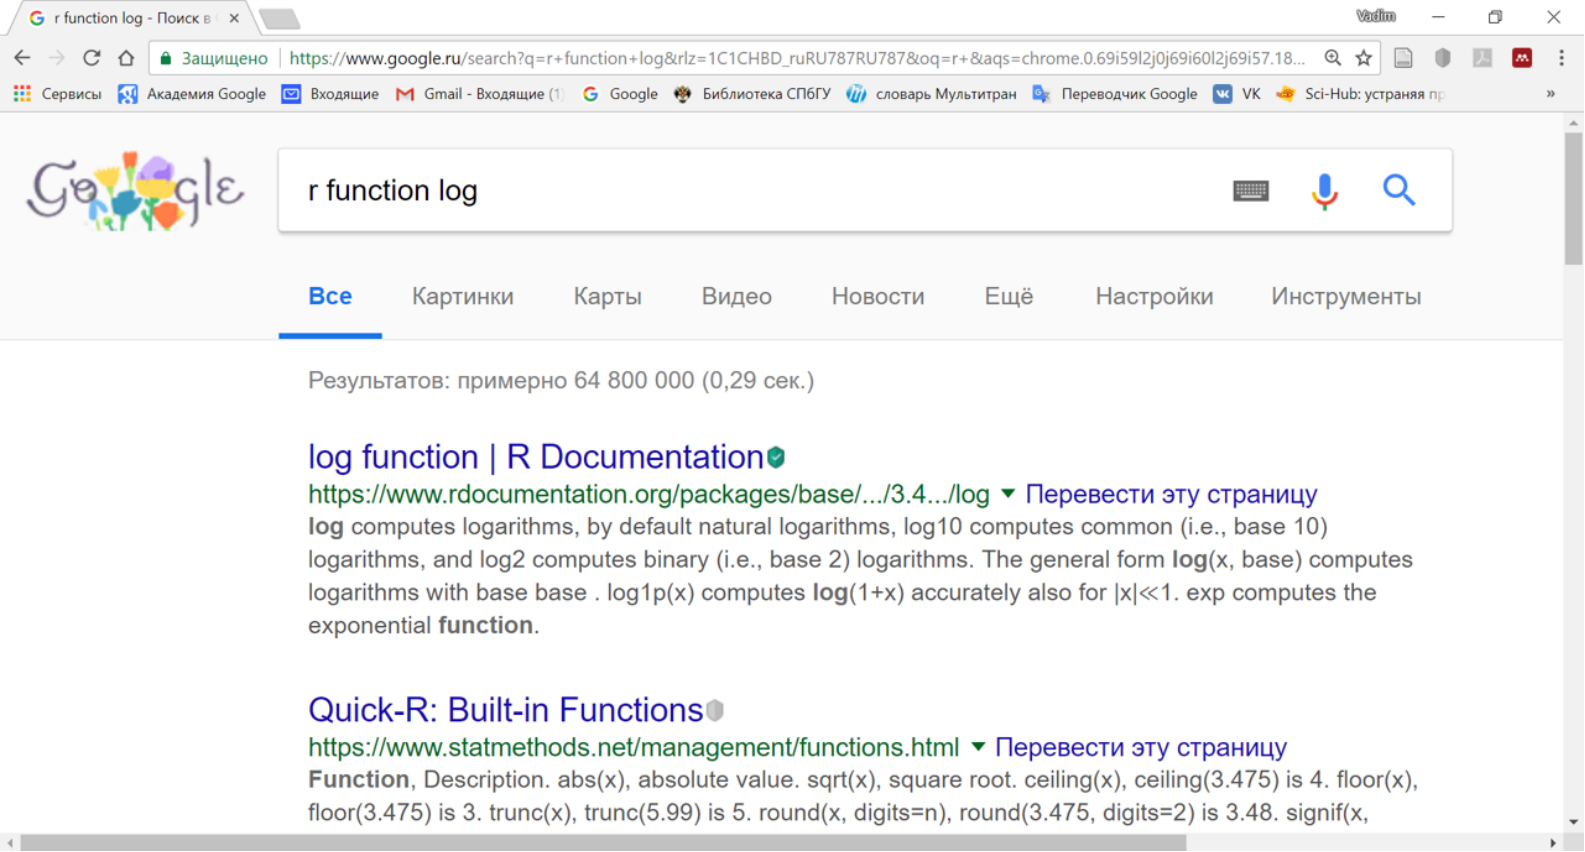 r function log - Поиск в
Vadim
Защищено
https://www.google.ru/search?q=r+function+log&rlz=1C1CHBD_ruRU787RU787&oq=r+&aqs=chrome.0.69i59l2j0j69i60l2j69i57.18...
Сервисы Академия Google Входящие Gmail - Входящие (1) Google Библиотека СПбГУ словарь Мультитран Переводчик Google VK Sci-Hub: устраняя пр »
Google
r function log
Все Картинки Карты Видео Новости Ещё Настройки Инструменты
Результатов: примерно 64 800 000 (0,29 сек.)
log function | R Documentation
https://www.rdocumentation.org/packages/base/.../3.4.../log ▼ Перевести эту страницу
log computes logarithms, by default natural logarithms, log10 computes common (i.e., base 10)
logarithms, and log2 computes binary (i.e., base 2) logarithms. The general form log(x, base) computes
logarithms with base base . log1p(x) computes log(1+x) accurately also for |x|≪1. exp computes the
exponential function.
Quick-R: Built-in Functions
https://www.statmethods.net/management/functions.html ▼ Перевести эту страницу
Function, Description. abs(x), absolute value. sqrt(x), square root. ceiling(x), ceiling(3.475) is 4. floor(x),
floor(3.475) is 3. trunc(x), trunc(5.99) is 5. round(x, digits=n), round(3.475, digits=2) is 3.48. signif(x,